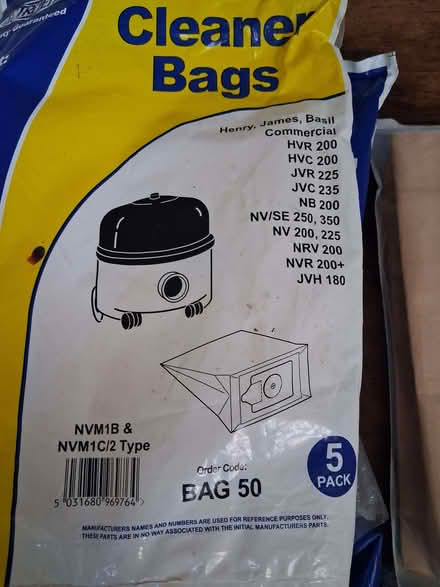 Guaranteed
Cleaner
Bags
Henry, James, Basil
Commercial
HVR 200
HVC 200
JVR 225
JVC 235
NB 200
NV/SE 250, 350
NV 200, 225
NRV 200
NVR 200+
JVH 180
NVM1B &
NVM1C/2 Type
5 031680 969764 >
Order Code:
BAG 50
5
PACK
MANUFACTURERS NAMES AND NUMBERS ARE USED FOR REFERENCE PURPOSES ONLY.
THESE PARTS ARE IN NO WAY ASSOCIATED WITH THE INITIAL MANUFACTURERS PARTS.